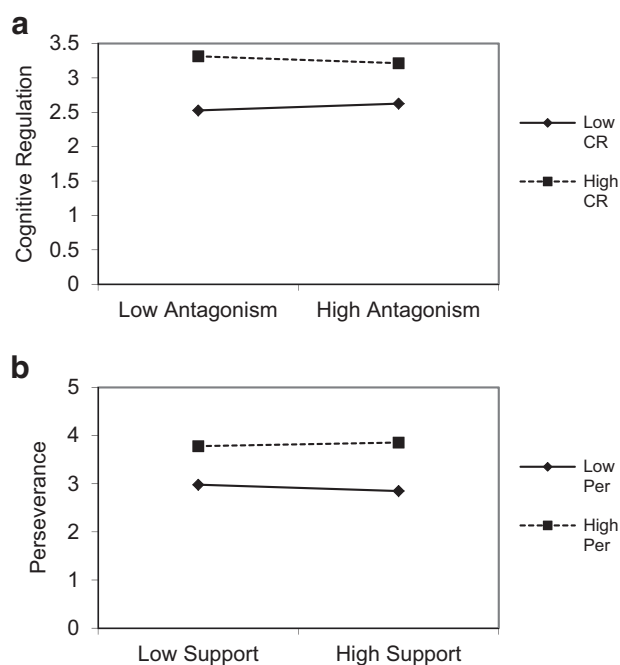 a
Cognitive Regulation
3.5
3
2.5
2
1.5
1
0.5
0
Low Antagonism
High Antagonism
Low
CR
High
CR
b
Perseverance
5
4
3
2
1
0
Low Support
High Support
Low
Per
High
Per